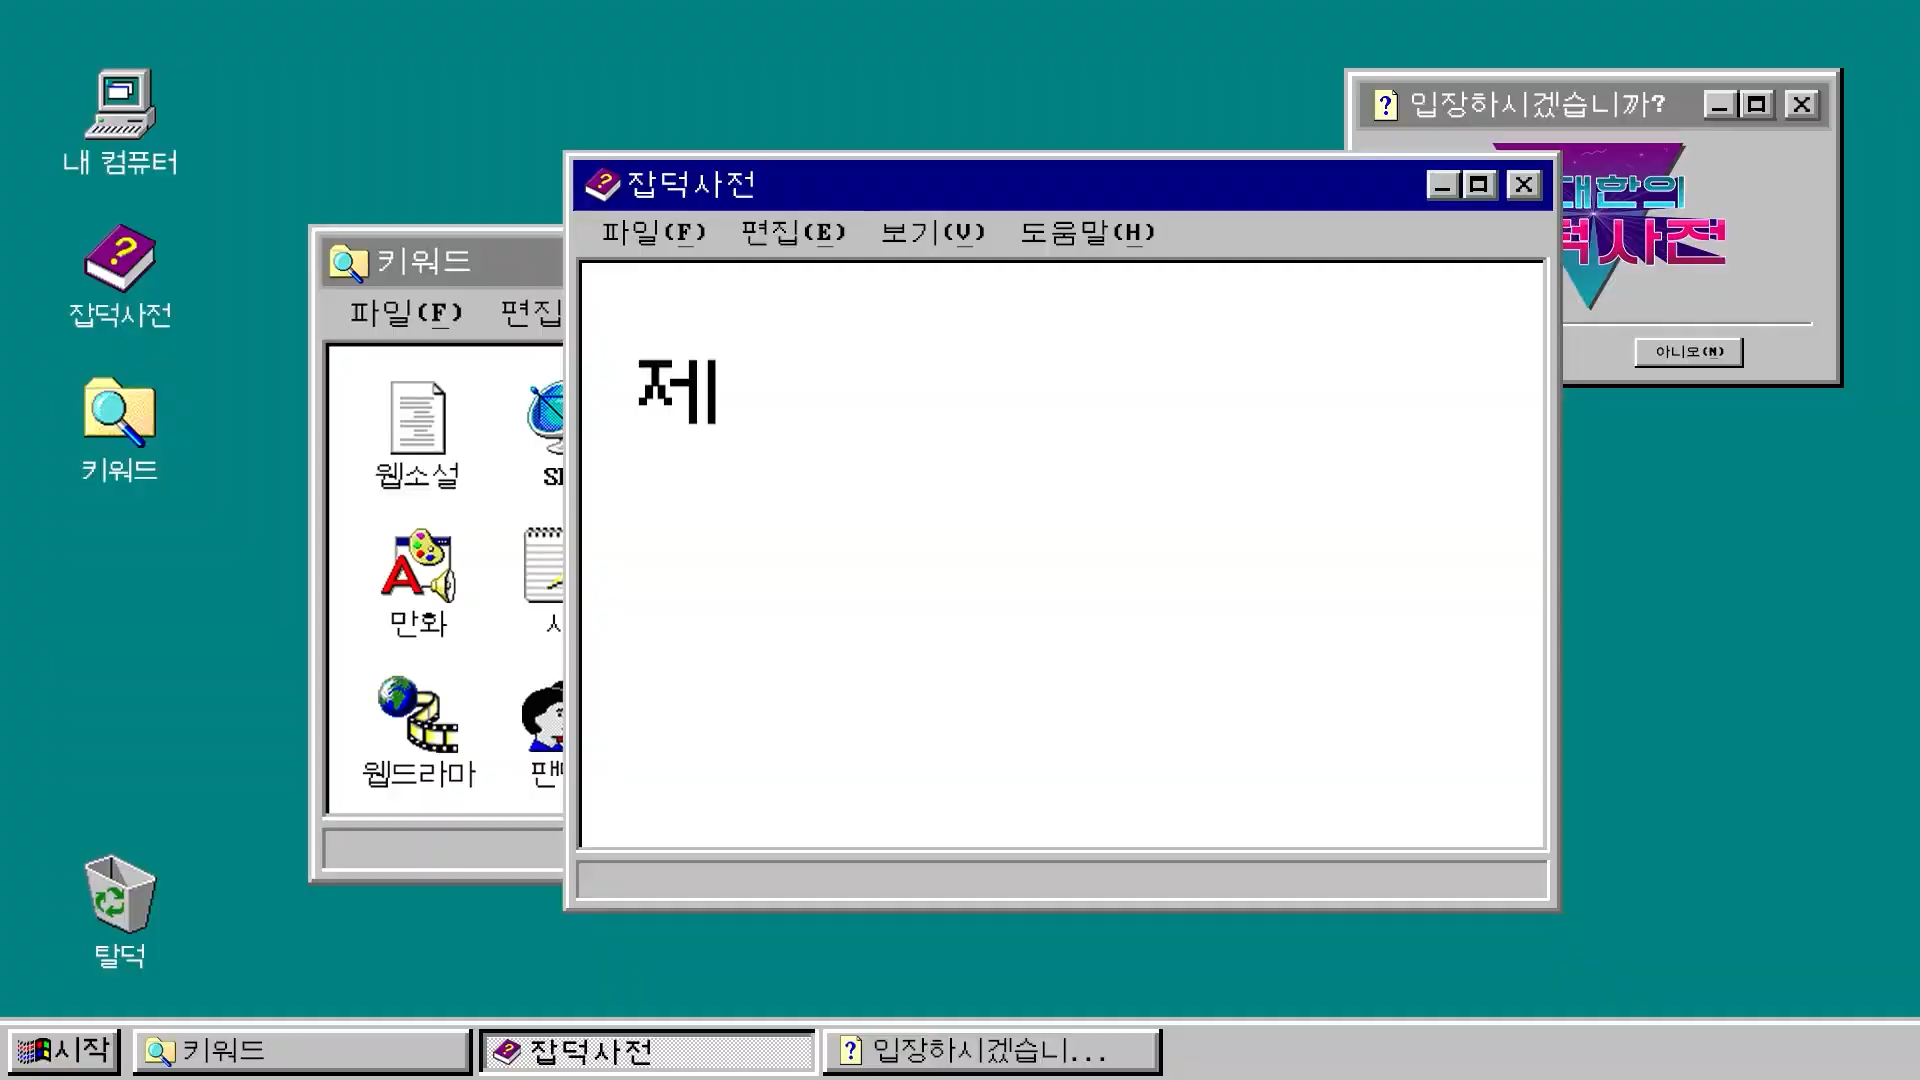 내 컴퓨터
잡덕사전
키워드
탈덕
입장하시겠습니까?
대한의
덕사전
아니오(N)
키워드
파일(F) 편집
웹소설
만화
웹드라마
잡덕사전
파일(F) 편집(E) 보기(V) 도움말(H)
제
시작
키워드
잡덕사전
입장하시겠습니...